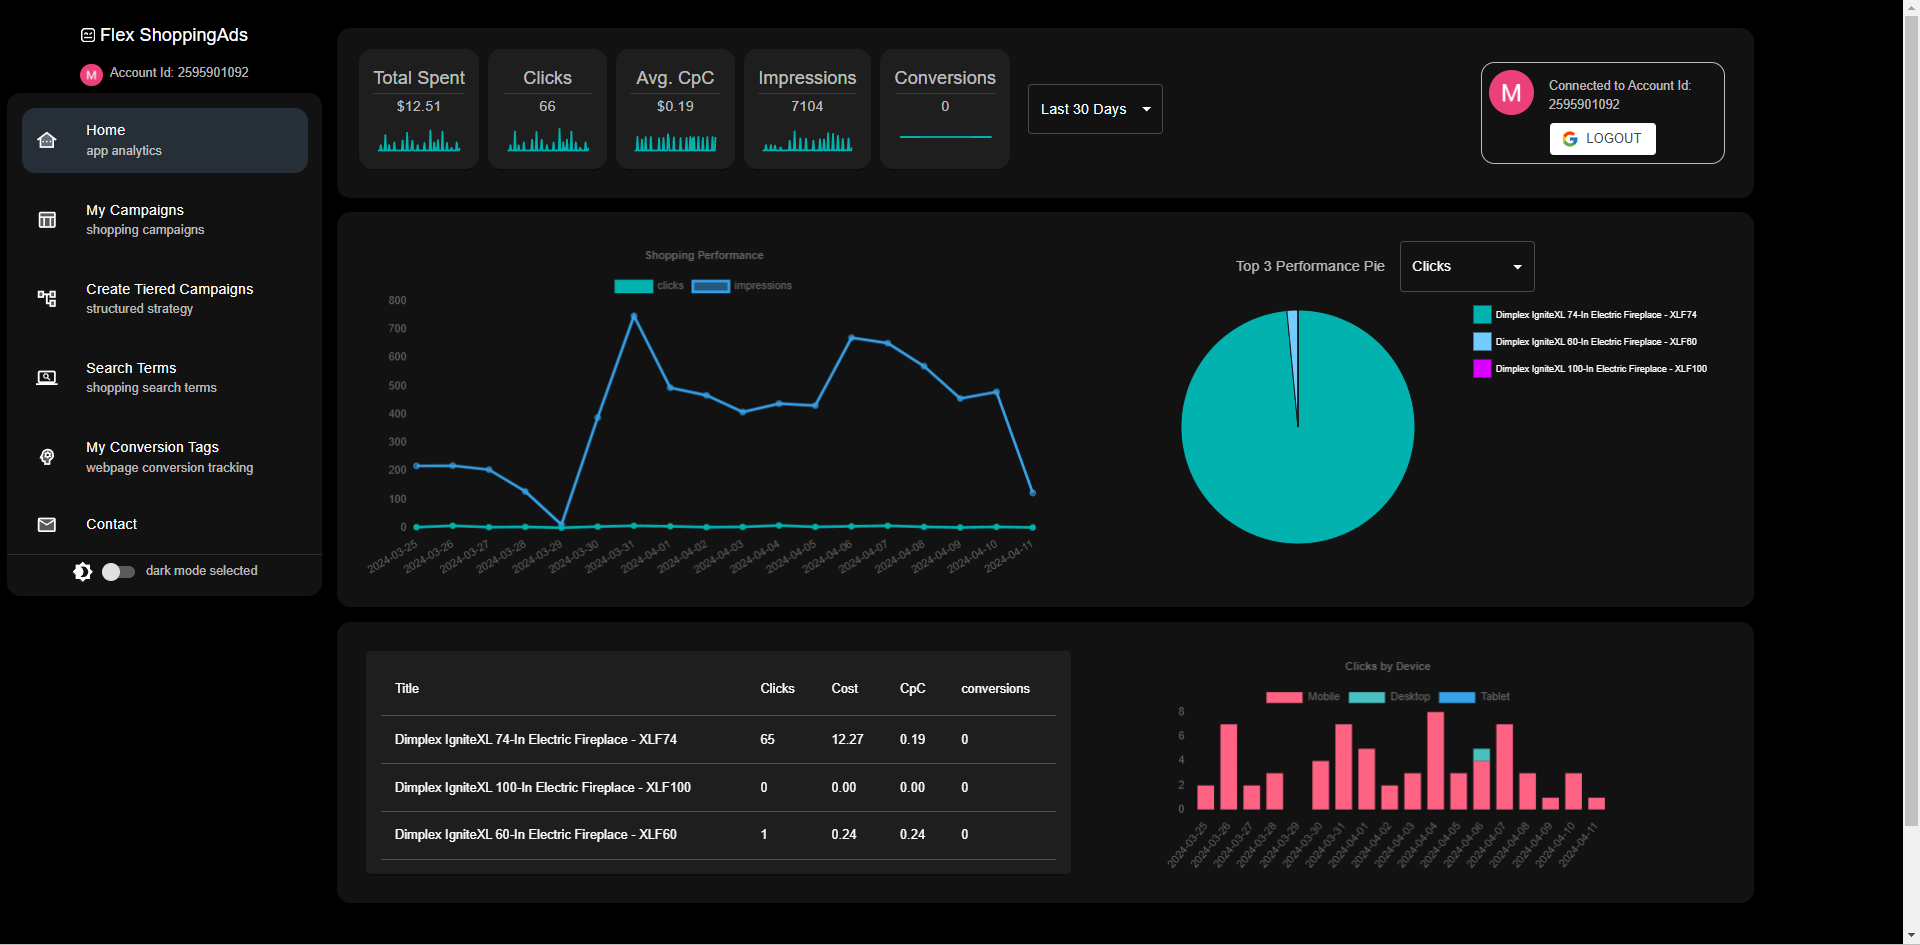 Flex ShoppingAds
M Account Id: 2595901092
Home
app analytics
My Campaigns
shopping campaigns
Create Tiered Campaigns
structured strategy
Search Terms
shopping search terms
My Conversion Tags
webpage conversion tracking
Contact
dark mode selected
Total Spent
$12.51
Clicks
66
Avg. CpC
$0.19
Impressions
7104
Conversions
0
Last 30 Days
M
Connected to Account Id:
2595901092
LOGOUT
Shopping Performance
clicks impressions
800
700
600
500
400
300
200
100
0
2024-03-25
2024-03-26
2024-03-27
2024-03-28
2024-03-29
2024-03-30
2024-03-31
2024-04-01
2024-04-02
2024-04-03
2024-04-04
2024-04-05
2024-04-06
2024-04-07
2024-04-08
2024-04-09
2024-04-10
2024-04-11
Top 3 Performance Pie
Clicks
Dimplex IgniteXL 74-In Electric Fireplace - XLF74
Dimplex IgniteXL 60-In Electric Fireplace - XLF60
Dimplex IgniteXL 100-In Electric Fireplace - XLF100
Title Clicks Cost CpC conversions
Dimplex IgniteXL 74-In Electric Fireplace - XLF74 65 12.27 0.19 0
Dimplex IgniteXL 100-In Electric Fireplace - XLF100 0 0.00 0.00 0
Dimplex IgniteXL 60-In Electric Fireplace - XLF60 1 0.24 0.24 0
Clicks by Device
Mobile Desktop Tablet
8
6
4
2
0
2024-03-25
2024-03-26
2024-03-27
2024-03-28
2024-03-29
2024-03-30
2024-03-31
2024-04-01
2024-04-02
2024-04-03
2024-04-04
2024-04-05
2024-04-06
2024-04-07
2024-04-08
2024-04-09
2024-04-10
2024-04-11